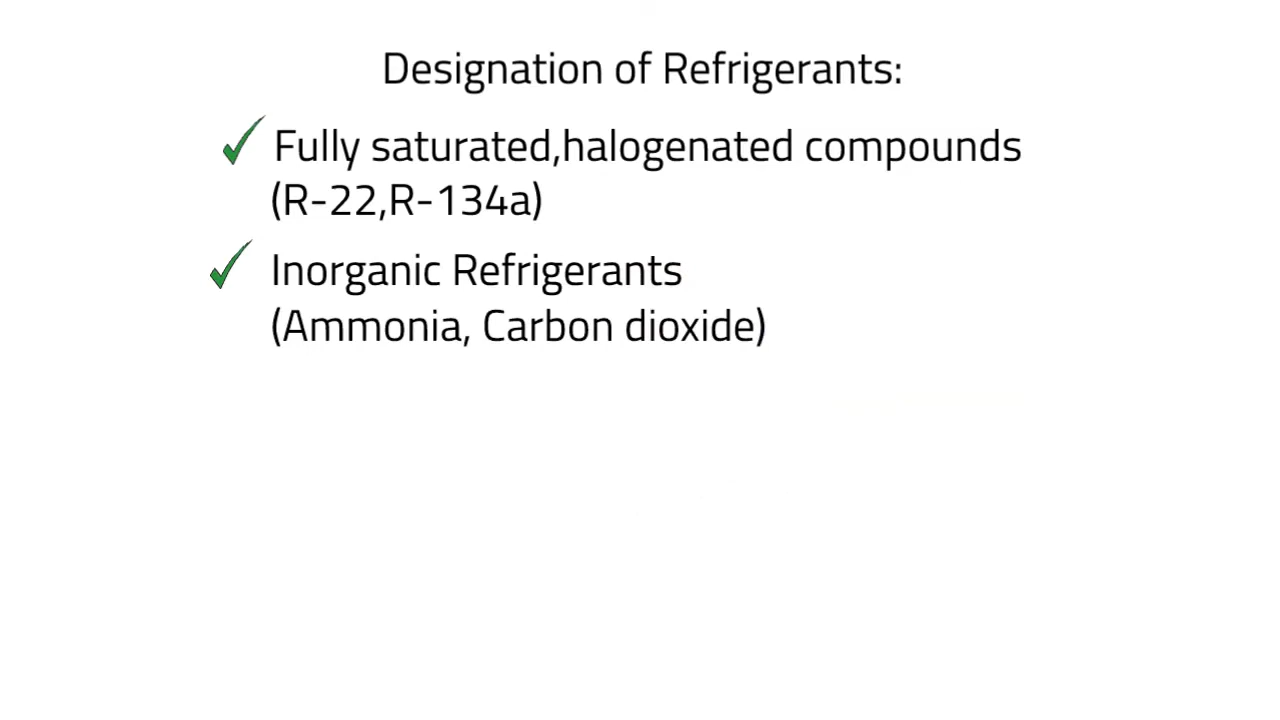 Designation of Refrigerants:
Fully saturated,halogenated compounds
(R-22,R-134a)
Inorganic Refrigerants
(Ammonia, Carbon dioxide)